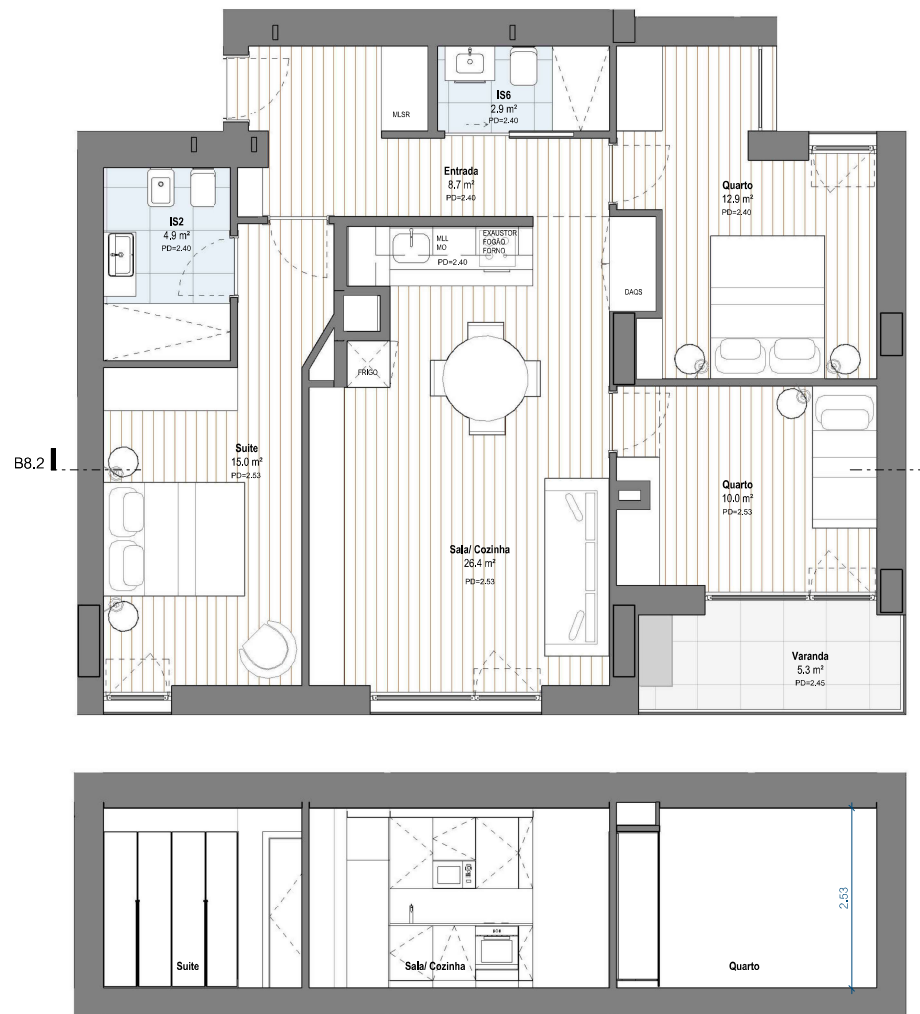 IS6
2.9 m²
PD=2.40
MLSR
Entrada
8.7 m²
PD=2.40
Quarto
12.9 m²
PD=2.40
IS2
4.9 m²
PD=2.40
MLL
MO
EXAUSTOR
FOGÃO
FORNO
PD=2.40
DAQS
FRIGO
Suite
15.0 m²
PD=2.53
B8.2
Quarto
10.0 m²
PD=2.53
Sala/ Cozinha
26.4 m²
PD=2.53
Varanda
5.3 m²
PD=2.45
2.53
Suite
Sala/ Cozinha
Quarto